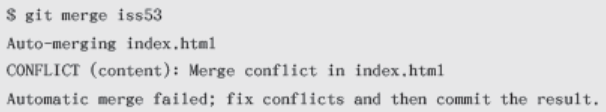 $ git merge iss53
Auto-merging index.html
CONFLICT (content): Merge conflict in index.html
Automatic merge failed; fix conflicts and then commit the result.